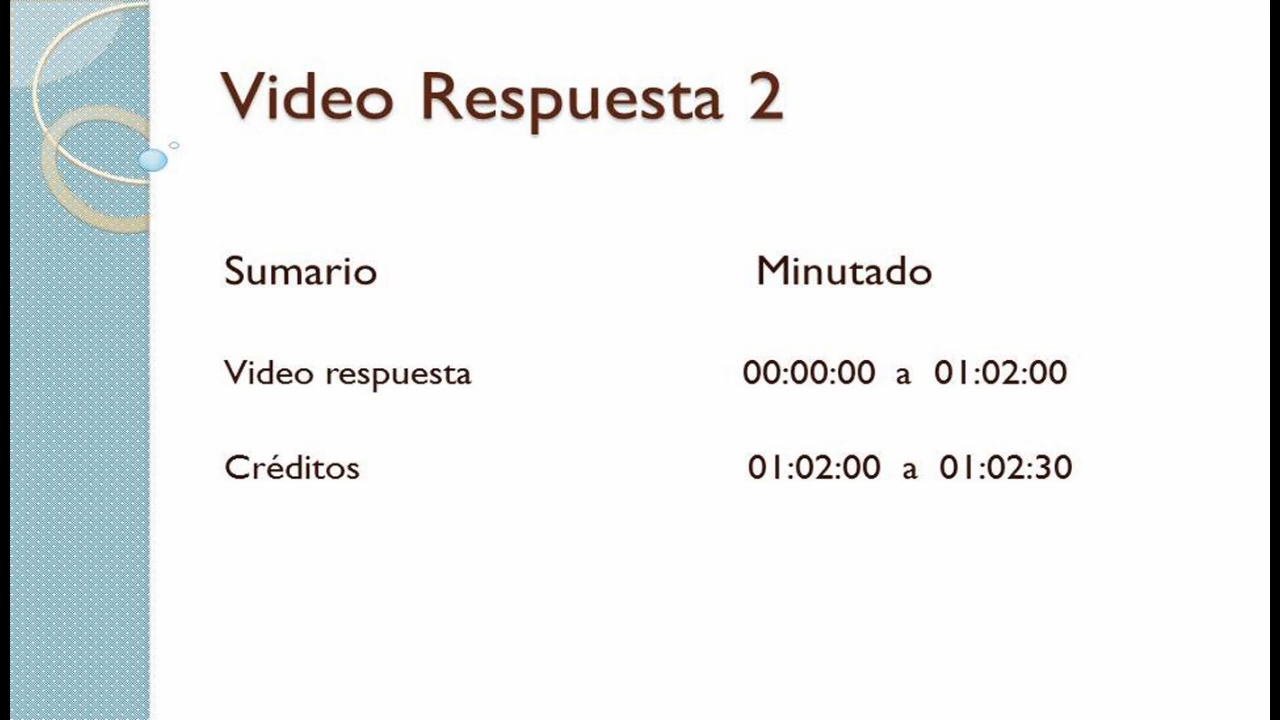 Video Respuesta 2
Sumario Minutado
Video respuesta 00:00:00 a 01:02:00
Créditos 01:02:00 a 01:02:30